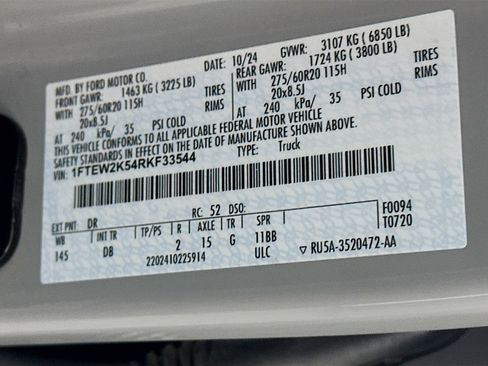 MFD. BY FORD MOTOR CO. DATE: 10/24 GVWR: 3107 KG ( 6850 LB)
FRONT GAWR: 1463 KG ( 3225 LB) REAR GAWR: 1724 KG ( 3800 LB)
WITH 275/60R20 115H TIRES WITH 275/60R20 115H TIRES
20x8.5J RIMS 20x8.5J RIMS
AT 240 kPa/ 35 PSI COLD AT 240 kPa/ 35 PSI COLD
THIS VEHICLE CONFORMS TO ALL APPLICABLE FEDERAL MOTOR VEHICLE
SAFETY STANDARDS IN EFFECT ON THE DATE OF MANUFACTURE SHOWN ABOVE.
VIN: 1FTEW2K54RKF33544 TYPE: Truck
EXT PNT: DR RC: 52 DSO: F0094
WB INT TR TP/PS R AXLE TR SPR T0720
145 DB 2 15 G 11BB
2202410225914 ULC ▽ RU5A-3520472-AA